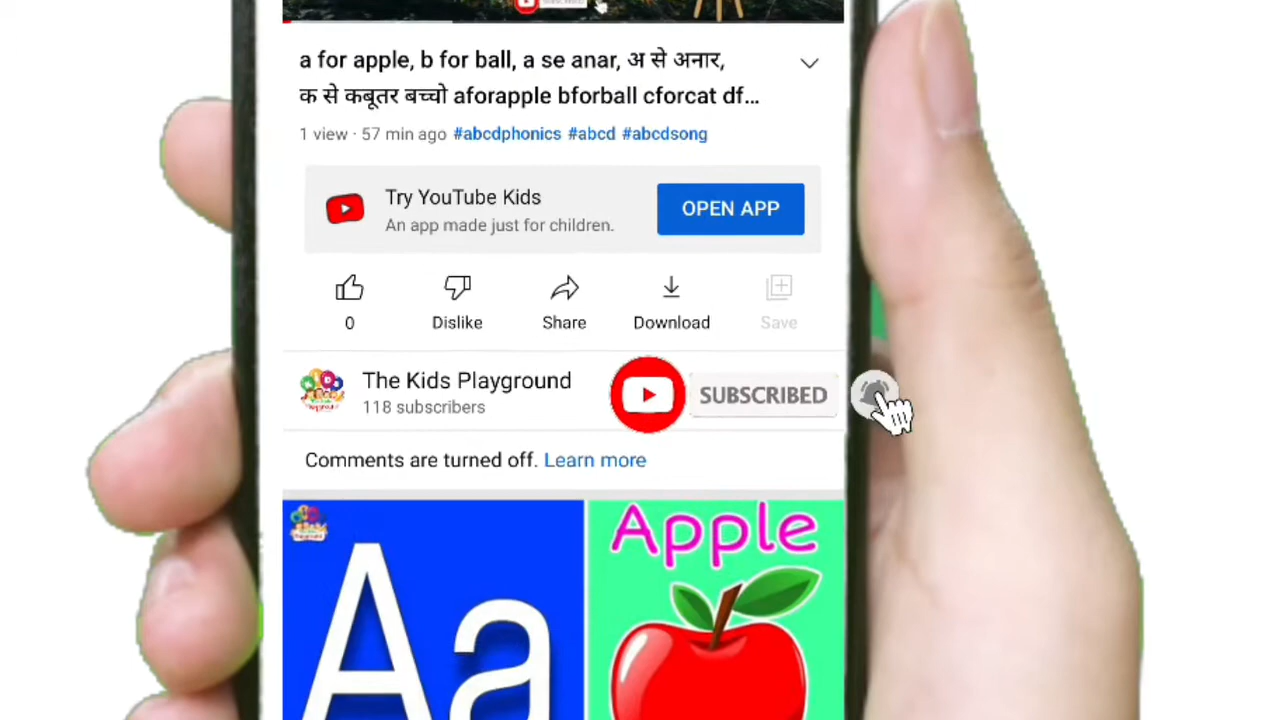 a for apple, b for ball, a se anar, अ से अनार,
क से कबूतर बच्चो aforapple bforball cforcat df...
1 view · 57 min ago #abcdphonics #abcd #abcdsong
Try YouTube Kids
An app made just for children.
OPEN APP
0
Dislike
Share
Download
Save
The Kids Playground
118 subscribers
SUBSCRIBED
Comments are turned off. Learn more
Apple
Aa